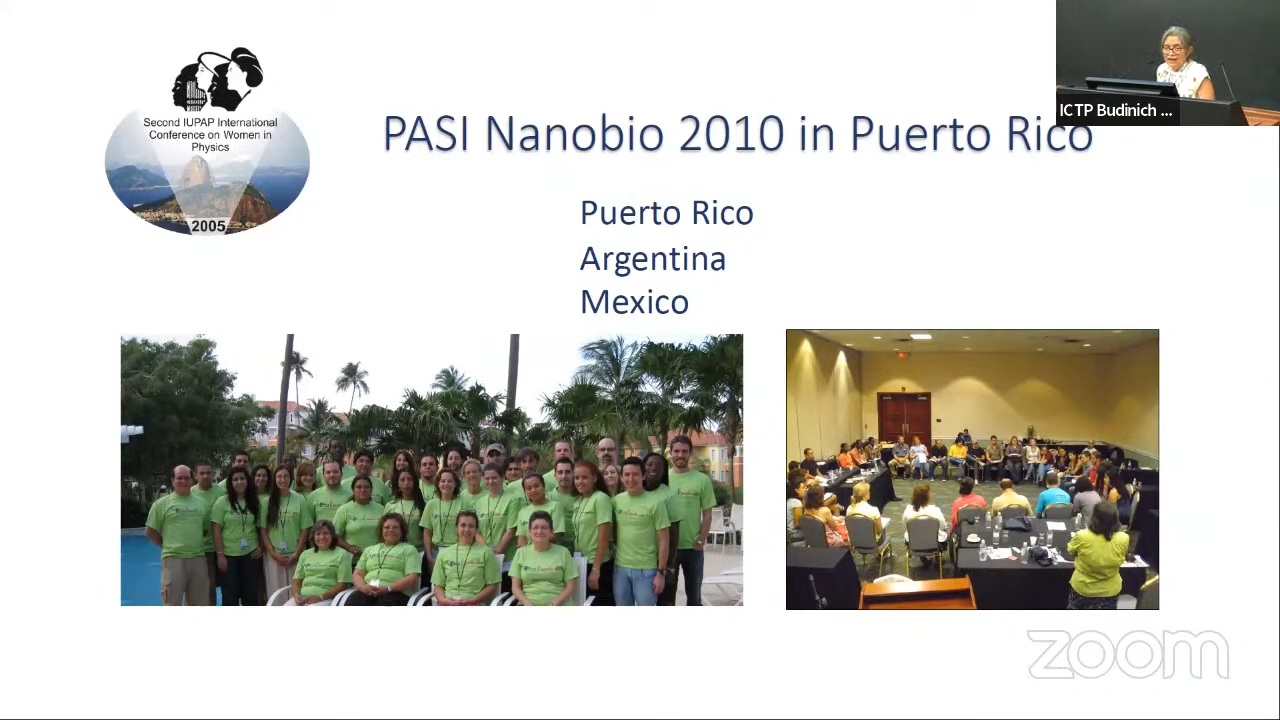 Second IUPAP International
Conference on Women in
Physics
2005
PASI Nanobio 2010 in Puerto Rico
ICTP Budinich ...
Puerto Rico
Argentina
Mexico
zoom